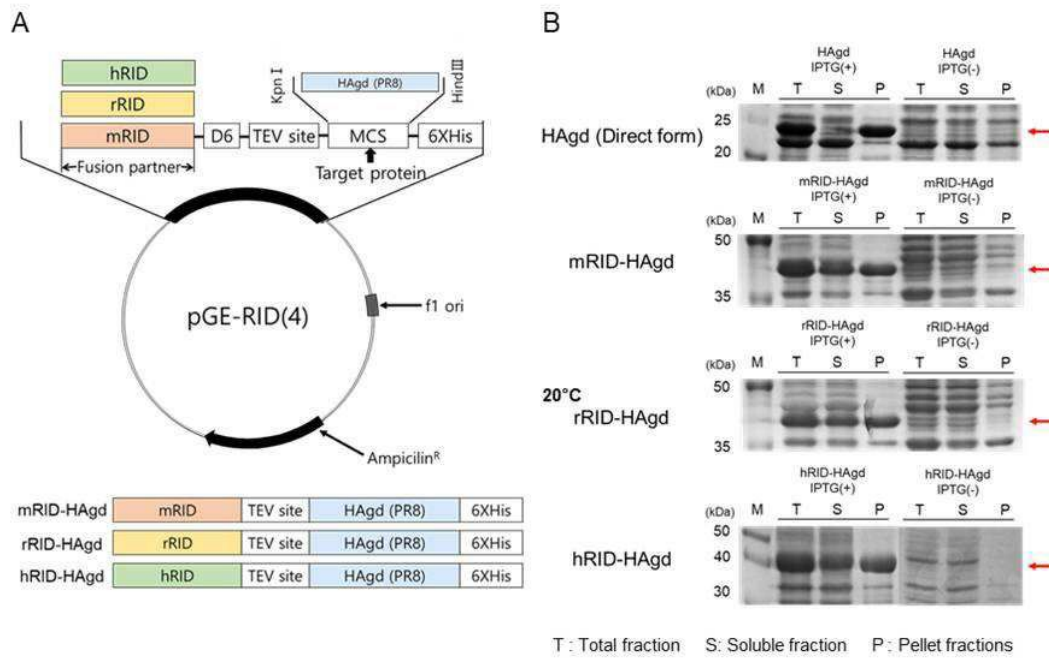 A
hRID
rRID
mRID
D6
TEV site
MCS
6XHis
Kpn I
HAgd (PR8)
Hind III
Fusion partner
Target protein
pGE-RID(4)
f1 ori
Ampicilin^R
mRID-HAgd mRID TEV site HAgd (PR8) 6XHis
rRID-HAgd rRID TEV site HAgd (PR8) 6XHis
hRID-HAgd hRID TEV site HAgd (PR8) 6XHis
B
HAgd HAgd
IPTG(+) IPTG(-)
(kDa) M T S P T S P
25
HAgd (Direct form)
20
mRID-HAgd mRID-HAgd
IPTG(+) IPTG(-)
(kDa) M T S P T S P
50
mRID-HAgd
35
rRID-HAgd rRID-HAgd
IPTG(+) IPTG(-)
(kDa) M T S P T S P
50
20°C
rRID-HAgd
35
hRID-HAgd hRID-HAgd
IPTG(+) IPTG(-)
(kDa) M T S P T S P
50
40
hRID-HAgd
30
T : Total fraction S: Soluble fraction P : Pellet fractions